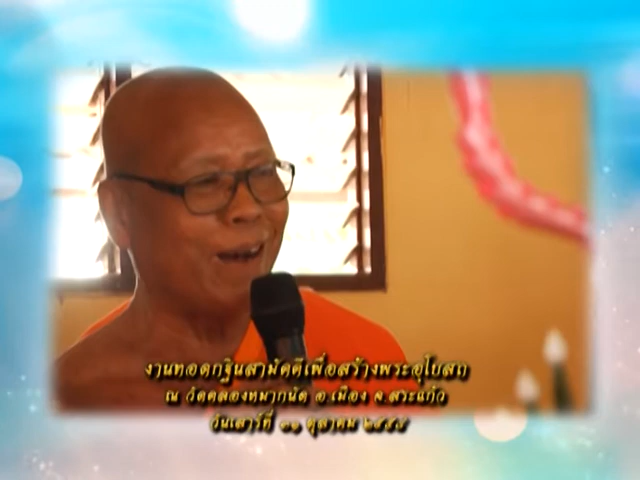 งานทอดกฐินสามัคคีเพื่อสร้างพระอุโบสถ
ณ วัดคลองหมากนัด อ.เมือง จ.สระแก้ว
วันเสาร์ที่ ตุลาคม